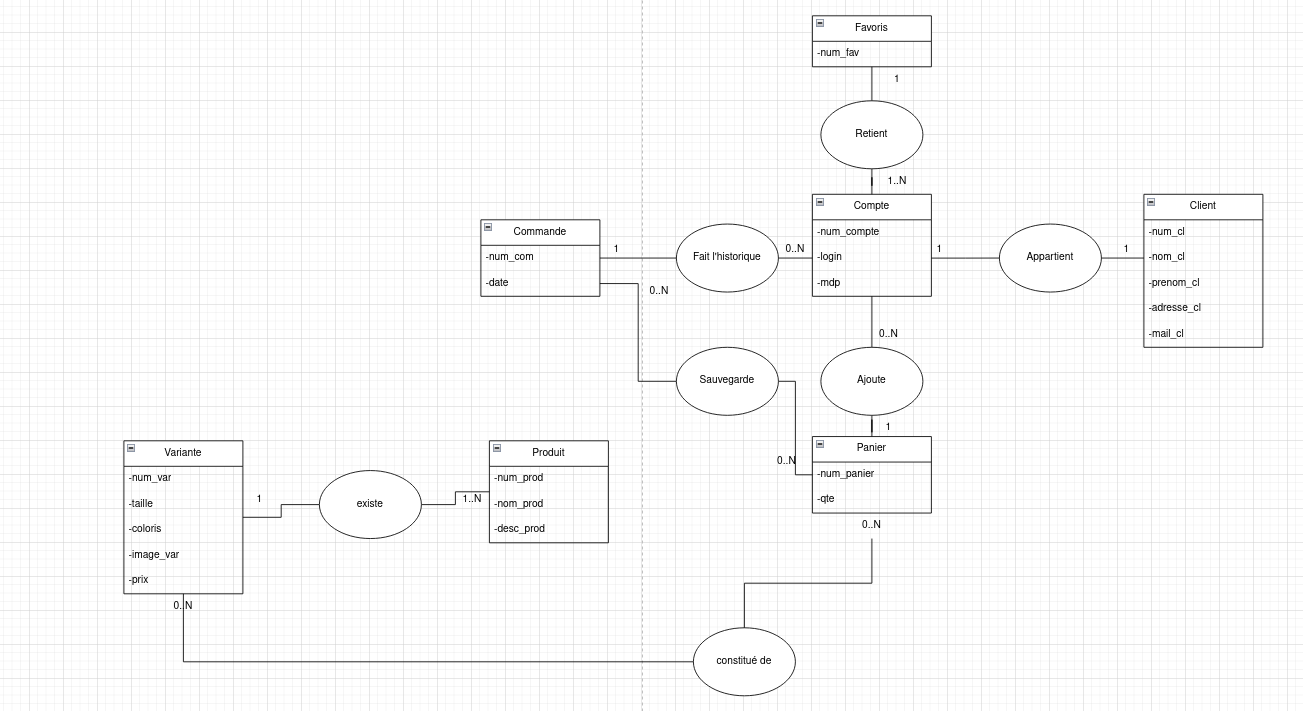 Favoris
-num_fav
1
Retient
1..N
Compte
-num_compte
-login
-mdp
Client
-num_cl
-nom_cl
-prenom_cl
-adresse_cl
-mail_cl
Commande
-num_com
-date
1
Fait l'historique
0..N
1
Appartient
1
0..N
0..N
Sauvegarde
Ajoute
1
0..N
Panier
-num_panier
-qte
0..N
Variante
-num_var
-taille
-coloris
-image_var
-prix
1
existe
1..N
Produit
-num_prod
-nom_prod
-desc_prod
0..N
constitué de